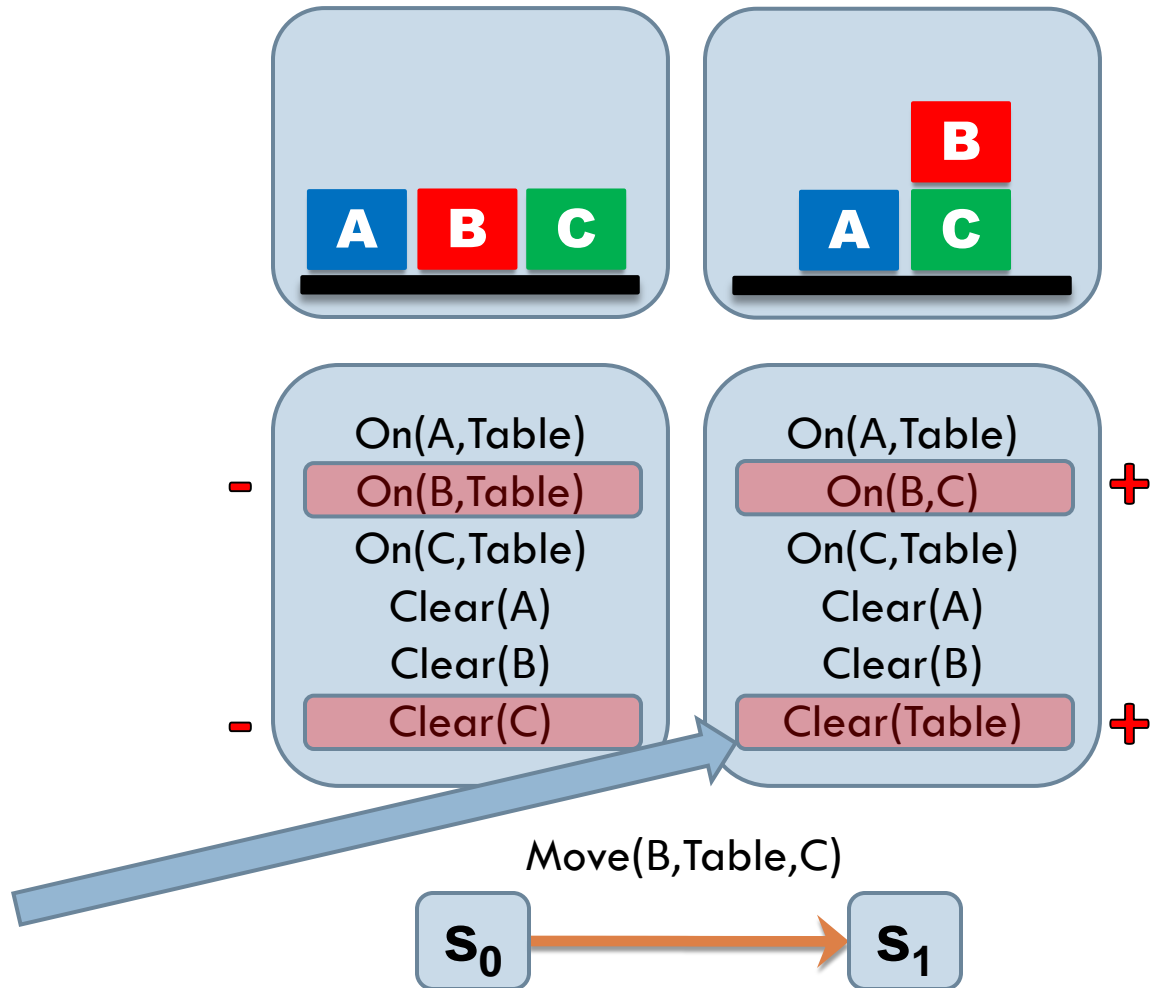 B
A B C
A C
On(A,Table)
- On(B,Table)
On(C,Table)
Clear(A)
Clear(B)
- Clear(C)
On(A,Table)
On(B,C) +
On(C,Table)
Clear(A)
Clear(B)
Clear(Table) +
Move(B,Table,C)
s₀ s₁